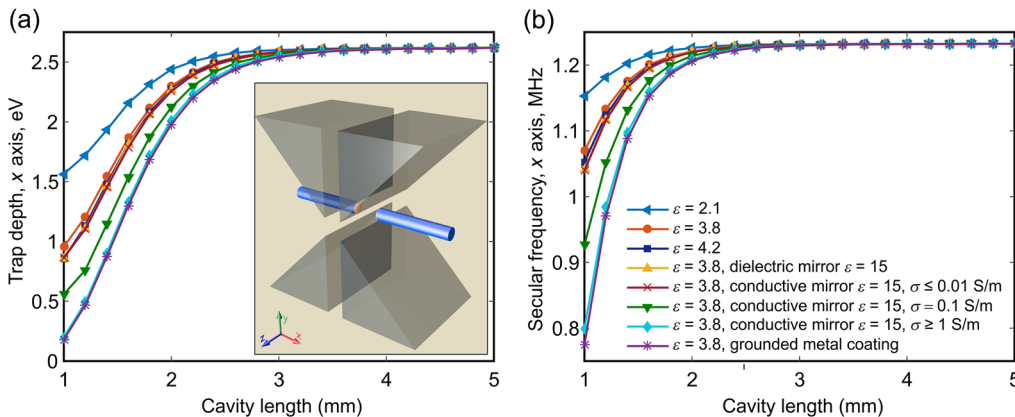 (a)
Trap depth, x axis, eV
2.5
2
1.5
1
0.5
0
1 2 3 4 5
Cavity length (mm)
y
z
x
(b)
Secular frequency, x axis, MHz
1.2
1.1
1.0
0.9
0.8
ε = 2.1
ε = 3.8
ε = 4.2
ε = 3.8, dielectric mirror ε = 15
ε = 3.8, conductive mirror ε = 15, σ ≤ 0.01 S/m
ε = 3.8, conductive mirror ε = 15, σ = 0.1 S/m
ε = 3.8, conductive mirror ε = 15, σ ≥ 1 S/m
ε = 3.8, grounded metal coating
1 2 3 4 5
Cavity length (mm)